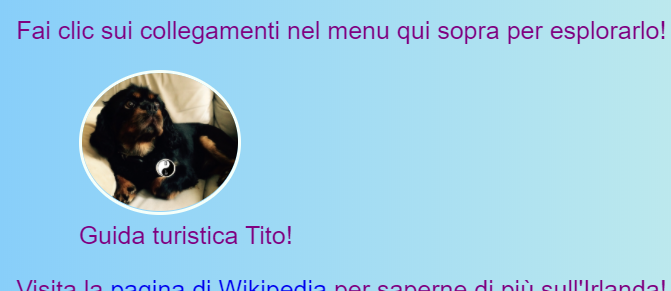 Fai clic sui collegamenti nel menu qui sopra per esplorarlo!
Guida turistica Tito!
Visita la pagina di Wikipedia per saperne di più sull'Irlanda!